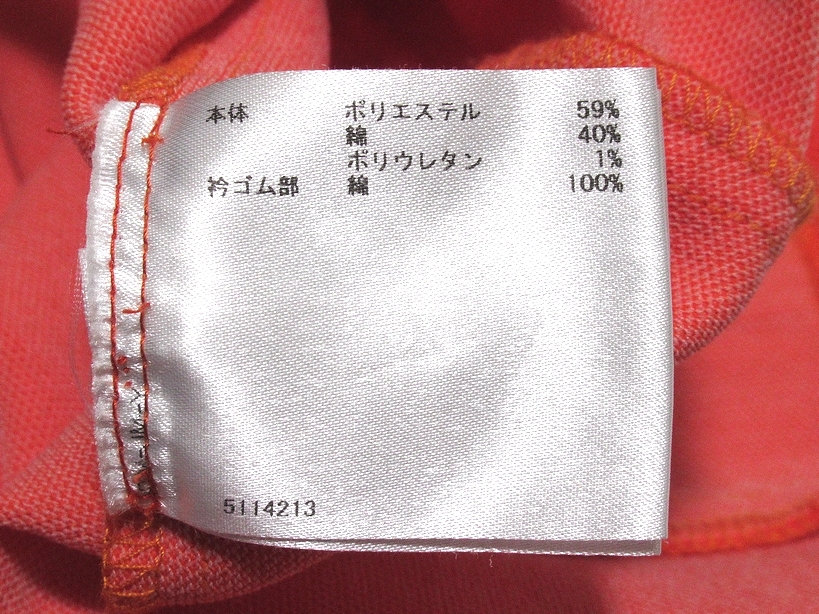 本体 ポリエステル 59%
綿 40%
ポリウレタン 1%
衿ゴム部 綿 100%
5114213